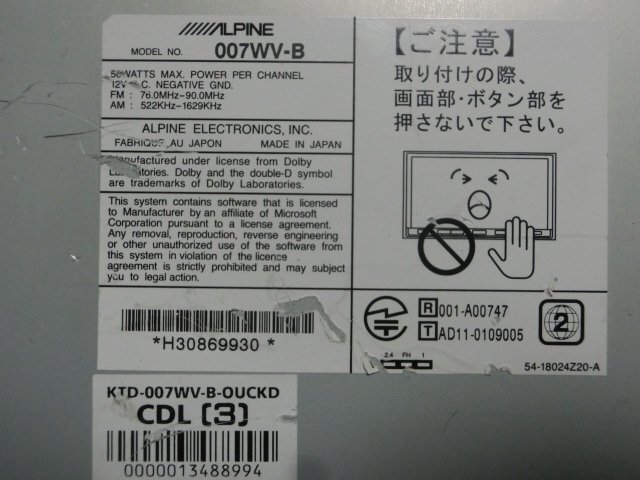 ALPINE
MODEL NO. 007WV-B
50WATTS MAX. POWER PER CHANNEL
12V D.C. NEGATIVE GND.
FM : 76.0MHz-90.0MHz
AM : 522KHz-1629KHz
ALPINE ELECTRONICS, INC.
FABRIQUE AU JAPON MADE IN JAPAN
Manufactured under license from Dolby
Laboratories. Dolby and the double-D symbol
are trademarks of Dolby Laboratories.
This system contains software that is licensed
to Manufacturer by an affiliate of Microsoft
Corporation pursuant to a license agreement.
Any removal, reproduction, reverse engineering
or other unauthorized use of the software from
this system in violation of the licence
agreement is strictly prohibited and may subject
you to legal action.
*H30869930 *
【ご注意】
取り付けの際、
画面部・ボタン部を
押さないで下さい。
R 001-A00747
T AD11-0109005
2
2.4 FH 1
54-18024Z20-A
KTD-007WV-B-OUCKD
CDL (3)
0000013488994